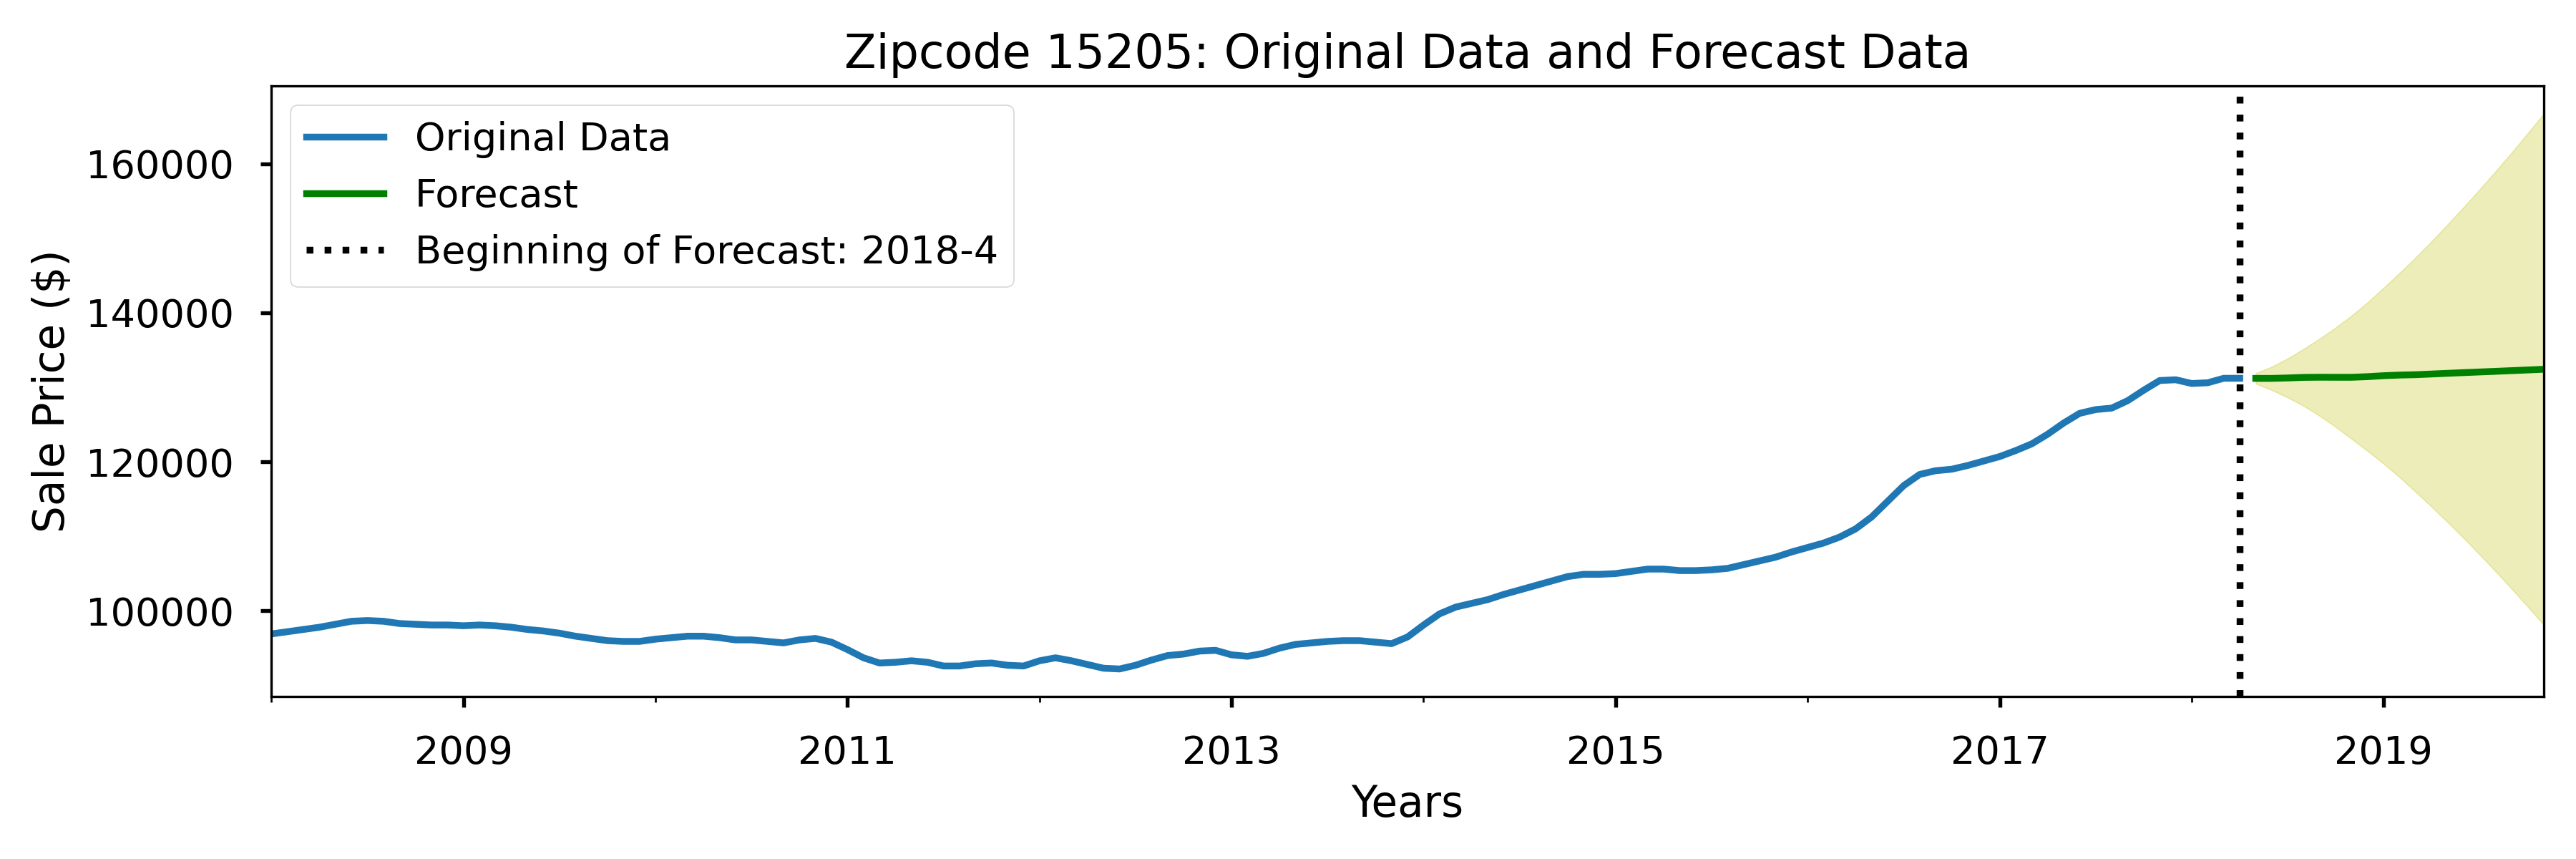 Zipcode 15205: Original Data and Forecast Data
Original Data
Forecast
Beginning of Forecast: 2018-4
Sale Price ($)
160000
140000
120000
100000
2009 2011 2013 2015 2017 2019
Years